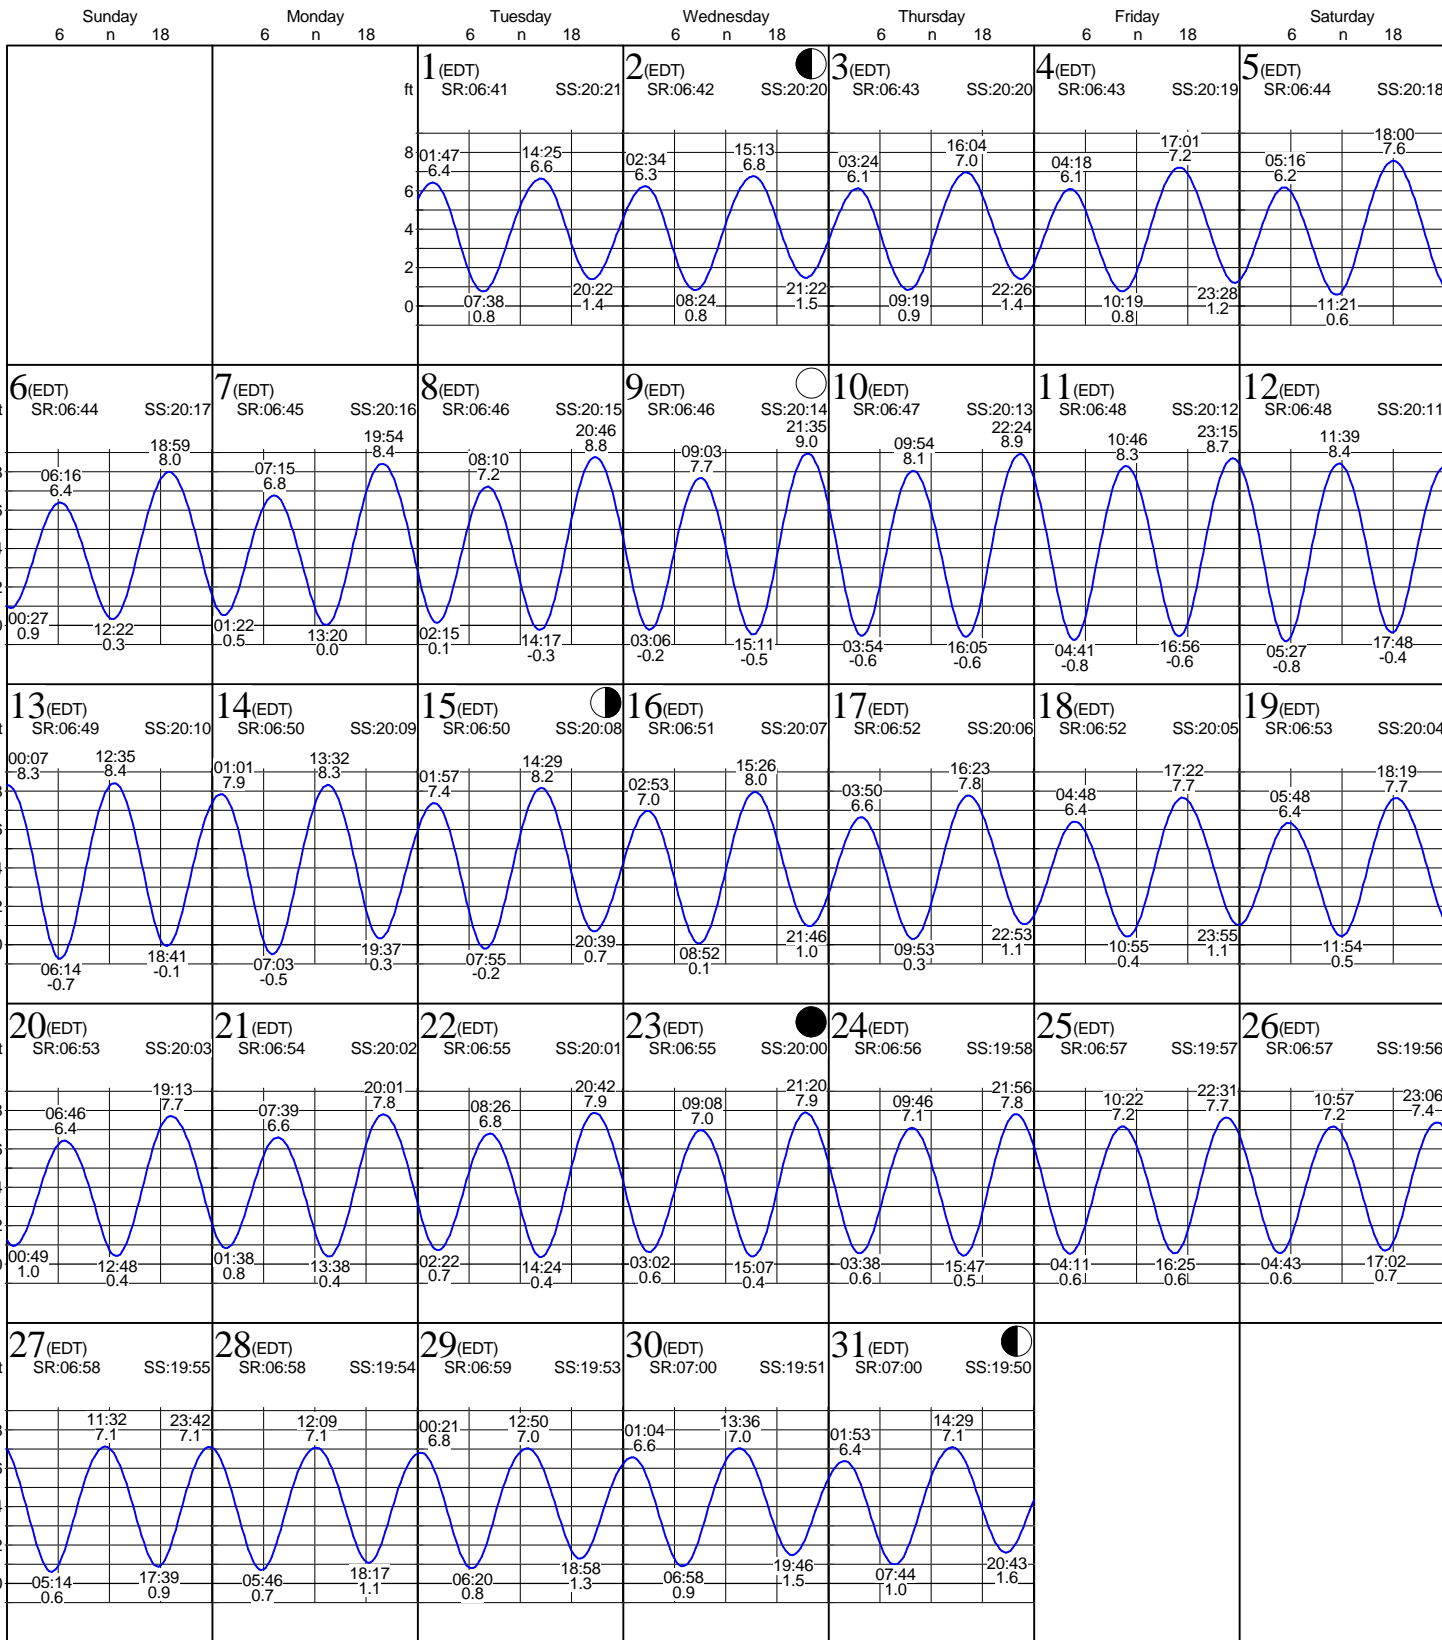 Sunday Monday Tuesday Wednesday Thursday Friday Saturday
6 n 18 6 n 18 6 n 18 6 n 18 6 n 18 6 n 18 6 n 18
1(EDT) 2(EDT) 3(EDT) 4(EDT) 5(EDT)
ft SR:06:41 SS:20:21 SR:06:42 SS:20:20 SR:06:43 SS:20:20 SR:06:43 SS:20:19 SR:06:44 SS:20:18
8 6 4 2 0
01:47 6.4 14:25 6.6 02:34 6.3 15:13 6.8 03:24 6.1 16:04 7.0 04:18 6.1 17:01 7.2 05:16 6.2 18:00 7.6
07:38 0.8 20:22 1.4 08:24 0.8 21:22 1.5 09:19 0.9 22:26 1.4 10:19 0.8 23:28 1.2 11:21 0.6
6(EDT) 7(EDT) 8(EDT) 9(EDT) 10(EDT) 11(EDT) 12(EDT)
SR:06:44 SS:20:17 SR:06:45 SS:20:16 SR:06:46 SS:20:15 SR:06:46 SS:20:14 SR:06:47 SS:20:13 SR:06:48 SS:20:12 SR:06:48 SS:20:11
06:16 6.4 18:59 8.0 07:15 6.8 19:54 8.4 08:10 7.2 20:46 8.8 09:03 7.7 21:35 9.0 09:54 8.1 22:24 8.9 10:46 8.3 23:15 8.7 11:39 8.4
00:27 0.9 12:22 0.3 01:22 0.5 13:20 0.0 02:15 0.1 14:17 -0.3 03:06 -0.2 15:11 -0.5 03:54 -0.6 16:05 -0.6 04:41 -0.8 16:56 -0.6 05:27 -0.8 17:48 -0.4
13(EDT) 14(EDT) 15(EDT) 16(EDT) 17(EDT) 18(EDT) 19(EDT)
SR:06:49 SS:20:10 SR:06:50 SS:20:09 SR:06:50 SS:20:08 SR:06:51 SS:20:07 SR:06:52 SS:20:06 SR:06:52 SS:20:05 SR:06:53 SS:20:04
00:07 8.3 12:35 8.4 01:01 7.9 13:32 8.3 01:57 7.4 14:29 8.2 02:53 7.0 15:26 8.0 03:50 6.6 16:23 7.8 04:48 6.4 17:22 7.7 05:48 6.4 18:19 7.7
06:14 -0.7 18:41 -0.1 07:03 -0.5 19:37 0.3 07:55 -0.2 20:39 0.7 08:52 0.1 21:46 1.0 09:53 0.3 22:53 1.1 10:55 0.4 23:55 1.1 11:54 0.5
20(EDT) 21(EDT) 22(EDT) 23(EDT) 24(EDT) 25(EDT) 26(EDT)
SR:06:53 SS:20:03 SR:06:54 SS:20:02 SR:06:55 SS:20:01 SR:06:55 SS:20:00 SR:06:56 SS:19:58 SR:06:57 SS:19:57 SR:06:57 SS:19:56
06:46 6.4 19:13 7.7 07:39 6.6 20:01 7.8 08:26 6.8 20:42 7.9 09:08 7.0 21:20 7.9 09:46 7.1 21:56 7.8 10:22 7.2 22:31 7.7 10:57 7.2 23:06 7.4
00:49 1.0 12:48 0.4 01:38 0.8 13:38 0.4 02:22 0.7 14:24 0.4 03:02 0.6 15:07 0.4 03:38 0.6 15:47 0.5 04:11 0.6 16:25 0.6 04:43 0.6 17:02 0.7
27(EDT) 28(EDT) 29(EDT) 30(EDT) 31(EDT)
SR:06:58 SS:19:55 SR:06:58 SS:19:54 SR:06:59 SS:19:53 SR:07:00 SS:19:51 SR:07:00 SS:19:50
11:32 7.1 23:42 7.1 12:09 7.1 00:21 6.8 12:50 7.0 01:04 6.6 13:36 7.0 01:53 6.4 14:29 7.1
05:14 0.6 17:39 0.9 05:46 0.7 18:17 1.1 06:20 0.8 18:58 1.3 06:58 0.9 19:46 1.5 07:44 1.0 20:43 1.6